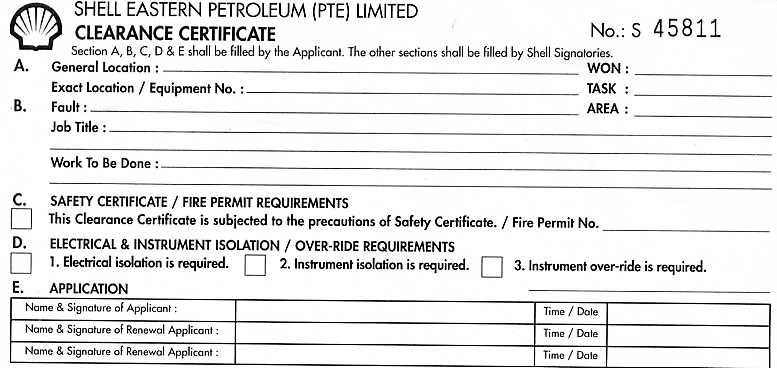 SHELL EASTERN PETROLEUM (PTE) LIMITED
CLEARANCE CERTIFICATE No.: S 45811
Section A, B, C, D & E shall be filled by the Applicant. The other sections shall be filled by Shell Signatories.
A. General Location : WON :
Exact Location / Equipment No. : TASK :
B. Fault : AREA :
Job Title :
Work To Be Done :
C. SAFETY CERTIFICATE / FIRE PERMIT REQUIREMENTS
This Clearance Certificate is subjected to the precautions of Safety Certificate. / Fire Permit No.
D. ELECTRICAL & INSTRUMENT ISOLATION / OVER-RIDE REQUIREMENTS
1. Electrical isolation is required. 2. Instrument isolation is required. 3. Instrument over-ride is required.
E. APPLICATION
Name & Signature of Applicant : Time / Date
Name & Signature of Renewal Applicant : Time / Date
Name & Signature of Renewal Applicant : Time / Date